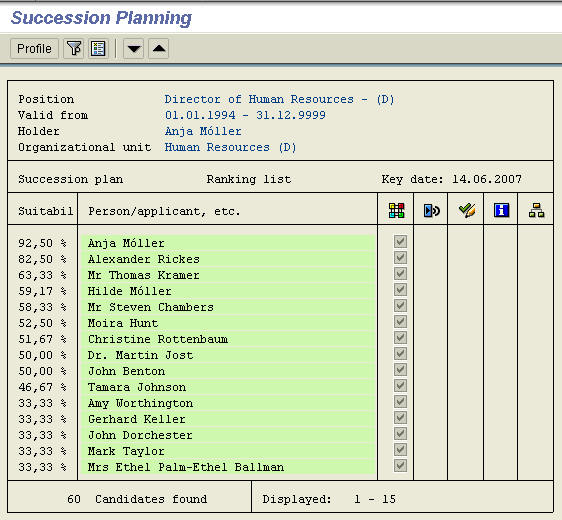 Succession Planning
Profile
Position Director of Human Resources - (D)
Valid from 01.01.1994 - 31.12.9999
Holder Anja Móller
Organizational unit Human Resources (D)
Succession plan Ranking list Key date: 14.06.2007
Suitabil Person/applicant, etc.
92,50 % Anja Móller
82,50 % Alexander Rickes
63,33 % Mr Thomas Kramer
59,17 % Hilde Móller
58,33 % Mr Steven Chambers
52,50 % Moira Hunt
51,67 % Christine Rottenbaum
50,00 % Dr. Martin Jost
50,00 % John Benton
46,67 % Tamara Johnson
33,33 % Amy Worthington
33,33 % Gerhard Keller
33,33 % John Dorchester
33,33 % Mark Taylor
33,33 % Mrs Ethel Palm-Ethel Ballman
60 Candidates found Displayed: 1 - 15